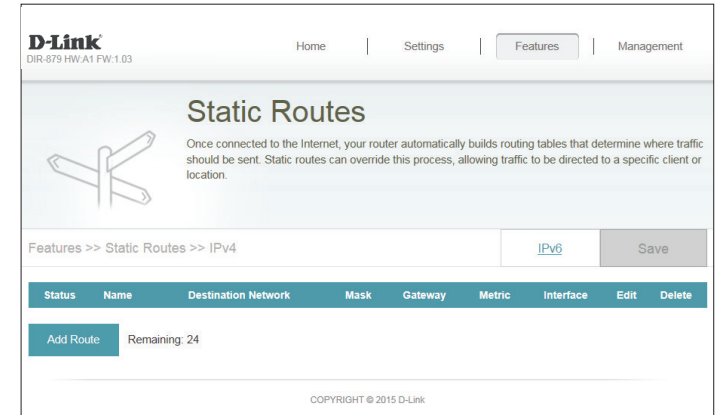 D-Link
DIR-879 HW:A1 FW:1.03
Home Settings Features Management
Static Routes
Once connected to the Internet, your router automatically builds routing tables that determine where traffic
should be sent. Static routes can override this process, allowing traffic to be directed to a specific client or
location.
Features >> Static Routes >> IPv4 IPv6 Save
Status Name Destination Network Mask Gateway Metric Interface Edit Delete
Add Route Remaining: 24
COPYRIGHT © 2015 D-Link